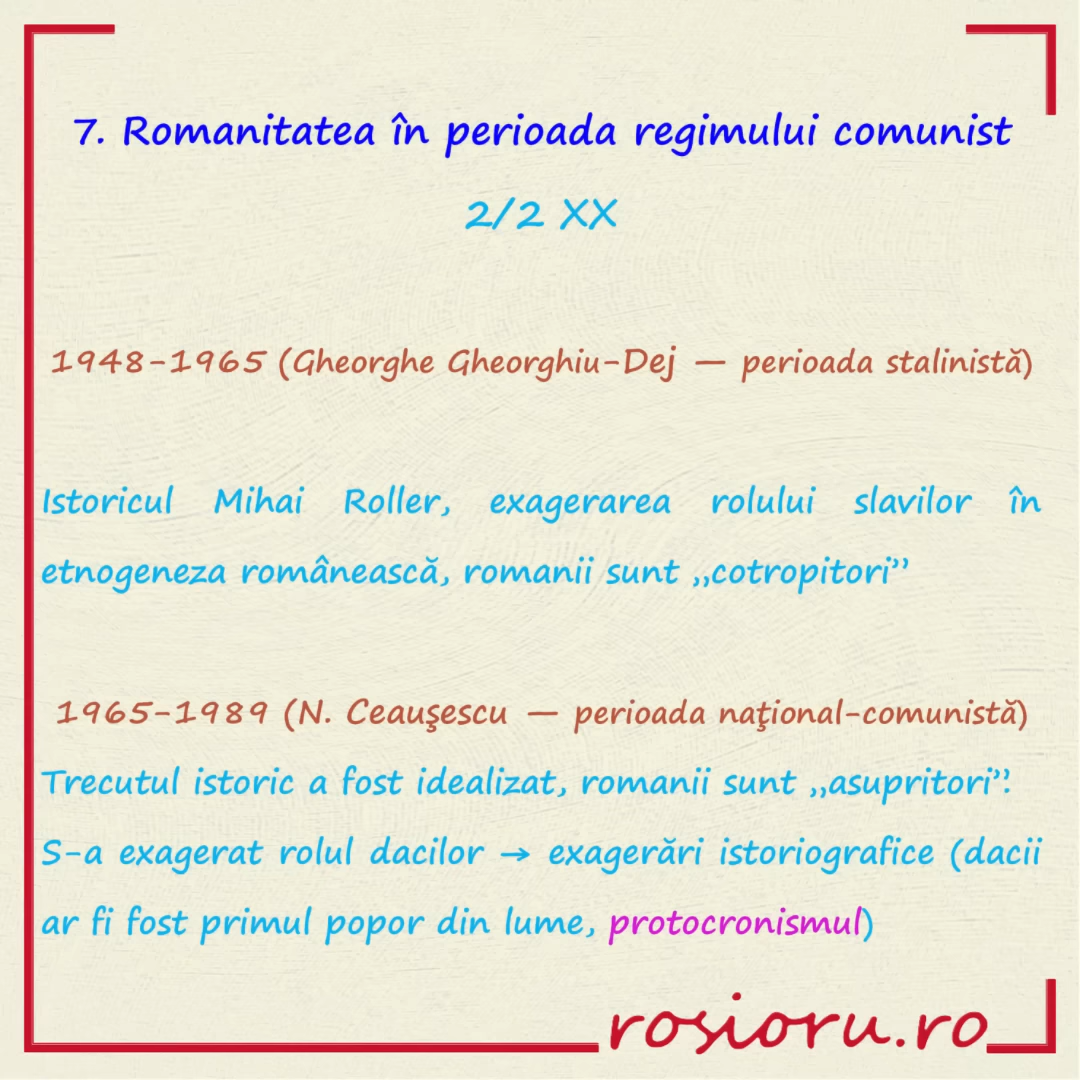 7. Romanitatea în perioada regimului comunist
2/2 XX
1948-1965 (Gheorghe Gheorghiu-Dej — perioada stalinistă)
Istoricul Mihai Roller, exagerarea rolului slavilor în
etnogeneza românească, romanii sunt „cotropitori”
1965-1989 (N. Ceauşescu — perioada naţional-comunistă)
Trecutul istoric a fost idealizat, romanii sunt „asupritori”.
S-a exagerat rolul dacilor → exagerări istoriografice (dacii
ar fi fost primul popor din lume, protocronismul)
rosioru.ro